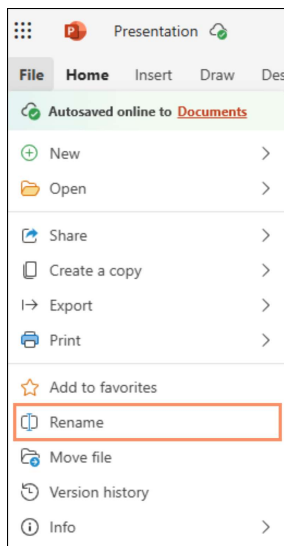 P Presentation
File Home Insert Draw Des
Autosaved online to Documents
New
Open
Share
Create a copy
Export
Print
Add to favorites
Rename
Move file
Version history
Info